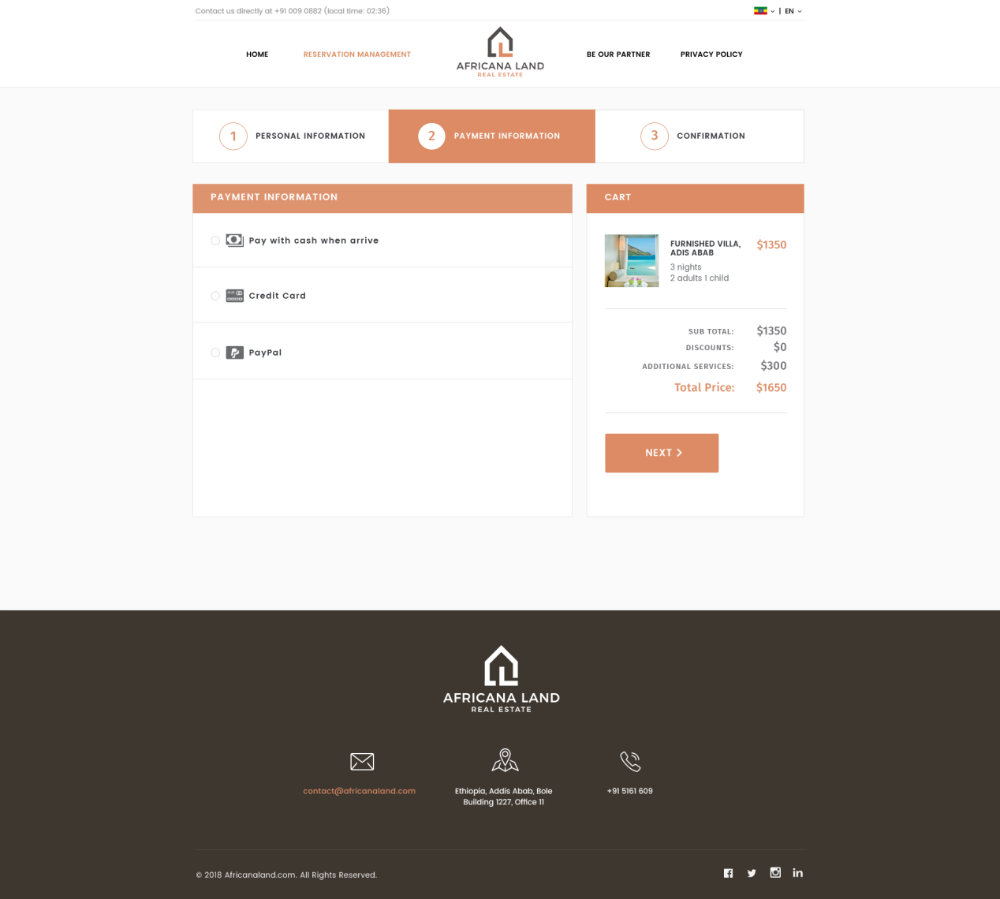 Contact us directly at +91 009 0882 (local time: 02:36)
| EN
HOME
RESERVATION MANAGEMENT
AFRICANA LAND
REAL ESTATE
BE OUR PARTNER
PRIVACY POLICY
1 PERSONAL INFORMATION
2 PAYMENT INFORMATION
3 CONFIRMATION
PAYMENT INFORMATION
Pay with cash when arrive
Credit Card
PayPal
CART
FURNISHED VILLA, $1350
ADIS ABAB
3 nights
2 adults 1 child
SUB TOTAL: $1350
DISCOUNTS: $0
ADDITIONAL SERVICES: $300
Total Price: $1650
NEXT
AFRICANA LAND
REAL ESTATE
contact@africanaland.com
Ethiopia, Addis Abab, Bole
Building 1227, Office 11
+91 5161 609
© 2018 Africanaland.com. All Rights Reserved.